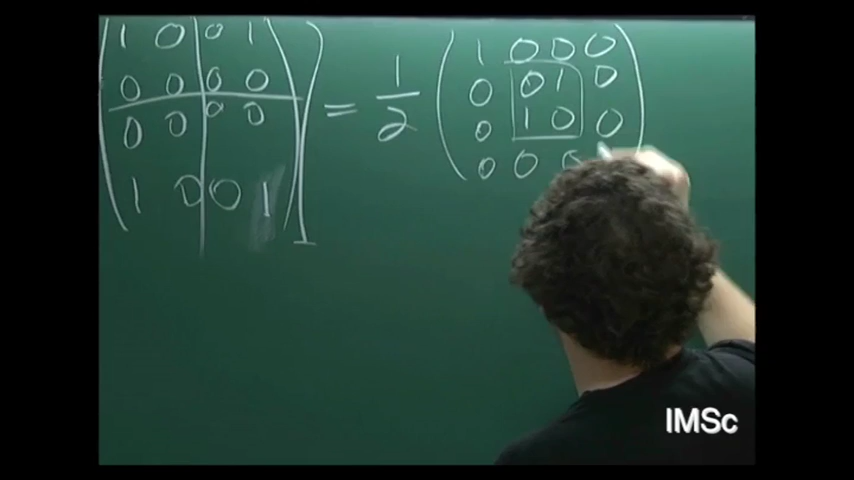 1 0 0 1 = 1/2 1 0 0 0
0 0 0 0 0 0 1 0
0 0 0 0 0 1 0 0
1 0 0 1 0 0 0
IMSc